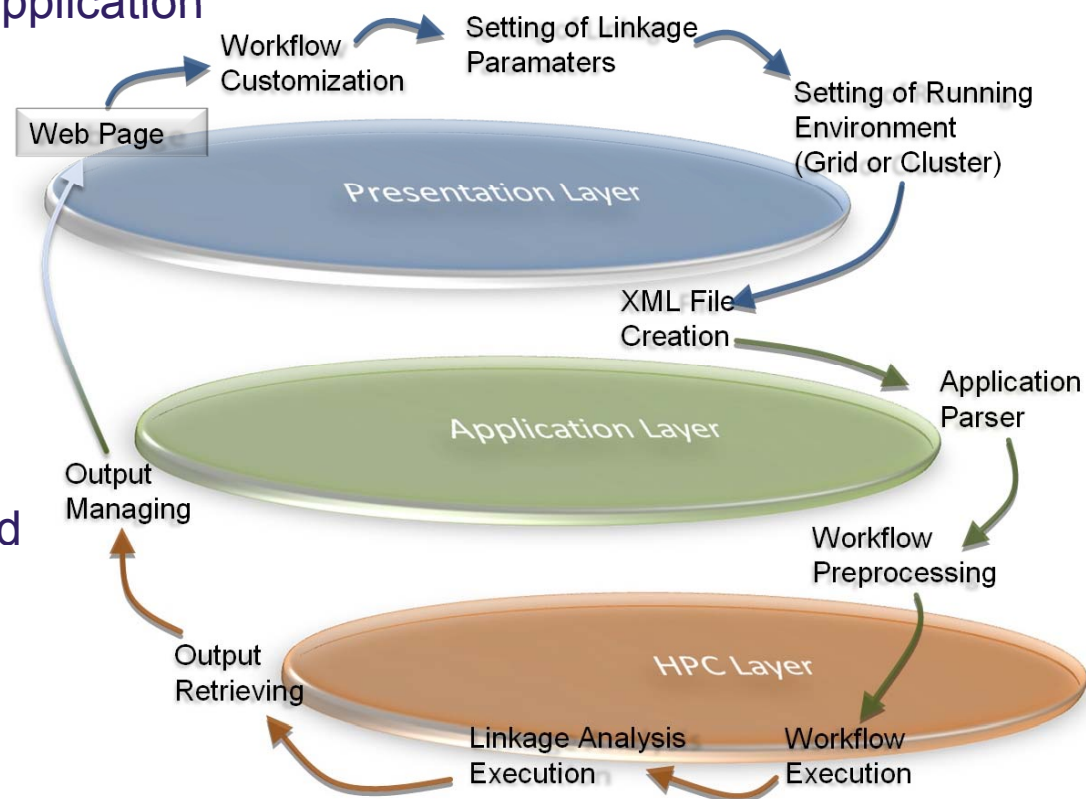 pplication
Workflow
Customization
Setting of Linkage
Paramaters
Setting of Running
Environment
(Grid or Cluster)
Web Page
Presentation Layer
XML File
Creation
Application
Parser
Application Layer
Output
Managing
d
Workflow
Preprocessing
Output
Retrieving
HPC Layer
Linkage Analysis
Execution
Workflow
Execution